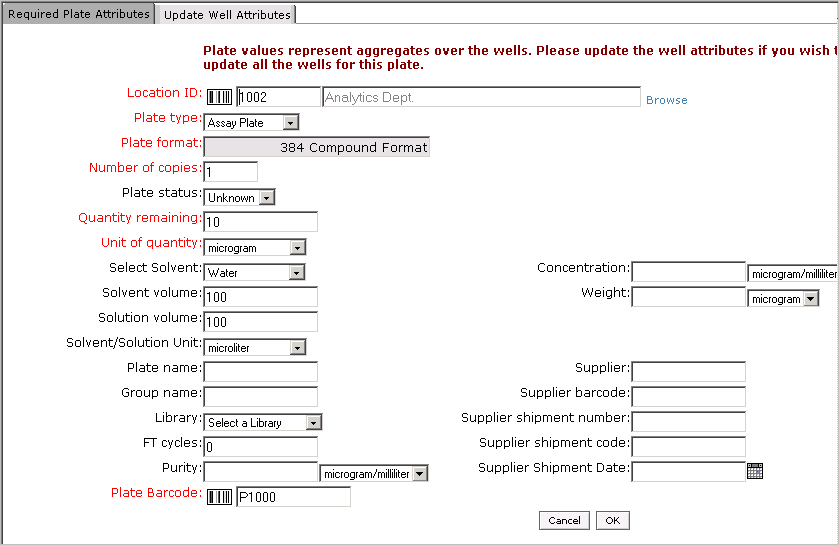 Required Plate Attributes Update Well Attributes
Plate values represent aggregates over the wells. Please update the well attributes if you wish
update all the wells for this plate.
Location ID: 1002 Analytics Dept. Browse
Plate type: Assay Plate
Plate format: 384 Compound Format
Number of copies: 1
Plate status: Unknown
Quantity remaining: 10
Unit of quantity: microgram
Select Solvent: Water Concentration: microgram/milliliter
Solvent volume: 100 Weight: microgram
Solution volume: 100
Solvent/Solution Unit: microliter
Plate name: Supplier:
Group name: Supplier barcode:
Library: Select a Library Supplier shipment number:
FT cycles: 0 Supplier shipment code:
Purity: microgram/milliliter Supplier Shipment Date:
Plate Barcode: P1000
Cancel OK